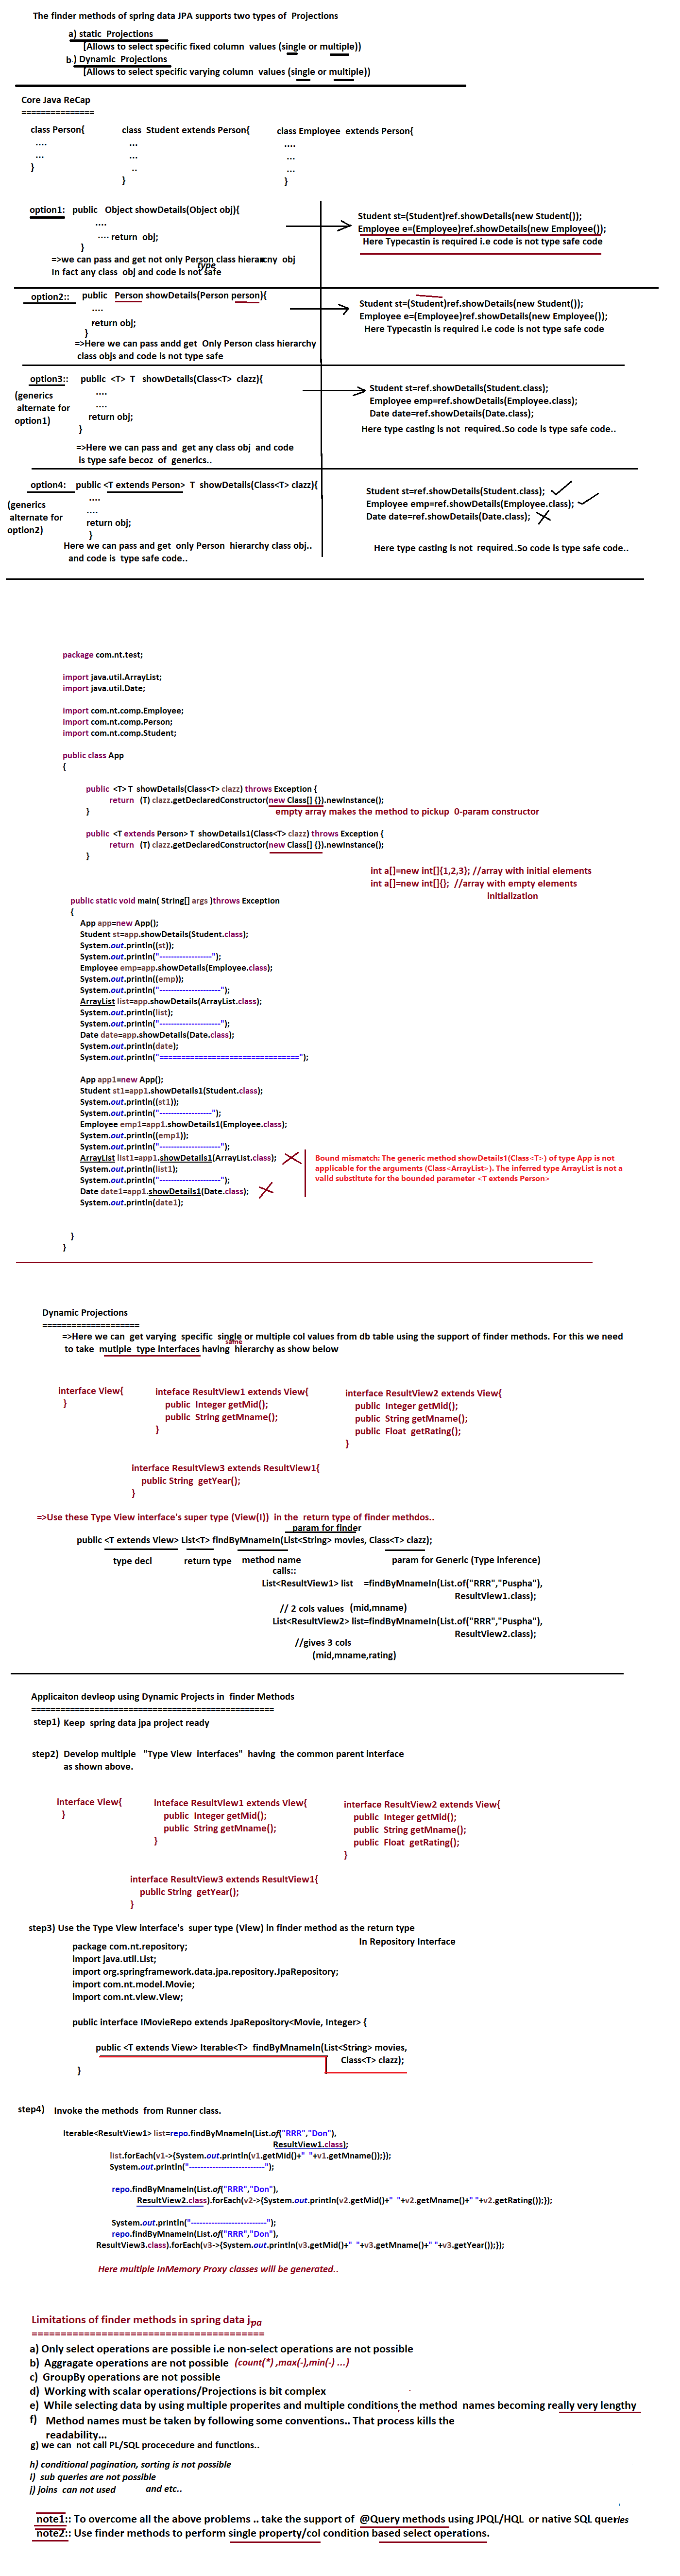 The finder methods of spring data JPA supports two types of  Projections
a) static  Projections
[Allows to select specific fixed column  values (single or multiple))
b ) Dynamic  Projections
[Allows to select specific varying column  values (single or multiple))
Core Java ReCap
===============
class Person{
....
...
}
class  Student extends Person{
...
...
..
}
class Employee  extends Person{
....
...
...
}
option1:   public   Object showDetails(Object obj){
....
.... return  obj;
}
=>we can pass and get not only Person class hierarcny  obj
type
In fact any class  obj and code is not safe
Student st=(Student)ref.showDetails(new Student());
Employee e=(Employee)ref.showDetails(new Employee());
Here Typecastin is required i.e code is not type safe code
option2::    public   Person showDetails(Person person){
....
return obj;
}
=>Here we can pass andd get  Only Person class hierarchy
class objs and code is not type safe
Student st=(Student)ref.showDetails(new Student());
Employee e=(Employee)ref.showDetails(new Employee());
Here Typecastin is required i.e code is not type safe code
option3::    public  <T>  T   showDetails(Class<T>  clazz){
(generics
alternate for
option1)
....
....
return obj;
}
=>Here we can pass and  get any class obj  and code
is type safe becoz  of  generics..
Student st=ref.showDetails(Student.class);
Employee emp=ref.showDetails(Employee.class);
Date date=ref.showDetails(Date.class);
Here type casting is not  required..So code is type safe code..
option4:   public <T extends Person>  T  showDetails(Class<T> clazz){
(generics
alternate for
option2)
....
....
return obj;
}
Here we can pass and get  only Person  hierarchy class obj..
and code is  type safe code..
Student st=ref.showDetails(Student.class);
Employee emp=ref.showDetails(Employee.class);
Date date=ref.showDetails(Date.class);
Here type casting is not  required..So code is type safe code..
package com.nt.test;
import java.util.ArrayList;
import java.util.Date;
import com.nt.comp.Employee;
import com.nt.comp.Person;
import com.nt.comp.Student;
public class App
{
public  <T> T  showDetails(Class<T> clazz) throws Exception {
return   (T) clazz.getDeclaredConstructor(new Class[] {}).newInstance();
}
empty array makes the method to pickup  0-param constructor
public  <T extends Person> T  showDetails1(Class<T> clazz) throws Exception {
return   (T) clazz.getDeclaredConstructor(new Class[] {}).newInstance();
}
int a[]=new int[]{1,2,3}; //array with initial elements
int a[]=new int[]{};  //array with empty elements
initialization
public static void main( String[] args )throws Exception
{
App app=new App();
Student st=app.showDetails(Student.class);
System.out.println((st));
System.out.println("------------------");
Employee emp=app.showDetails(Employee.class);
System.out.println((emp));
System.out.println("---------------------");
ArrayList list=app.showDetails(ArrayList.class);
System.out.println(list);
System.out.println("---------------------");
Date date=app.showDetails(Date.class);
System.out.println(date);
System.out.println("================================");
App app1=new App();
Student st1=app1.showDetails1(Student.class);
System.out.println((st1));
System.out.println("------------------");
Employee emp1=app1.showDetails1(Employee.class);
System.out.println((emp1));
System.out.println("---------------------");
ArrayList list1=app1.showDetails1(ArrayList.class);
System.out.println(list1);
System.out.println("---------------------");
Date date1=app1.showDetails1(Date.class);
System.out.println(date1);
Bound mismatch: The generic method showDetails1(Class<T>) of type App is not
applicable for the arguments (Class<ArrayList>). The inferred type ArrayList is not a
valid substitute for the bounded parameter <T extends Person>
}
}
Dynamic Projections
====================
=>Here we can  get varying  specific  single or multiple col values from db table using the support of finder methods. For this we need
same
to take  mutiple  type interfaces having  hierarchy as show below
interface View{
}
inteface ResultView1 extends View{
public  Integer getMid();
public  String getMname();
}
interface ResultView2 extends View{
public  Integer getMid();
public  String getMname();
public  Float  getRating();
}
interface ResultView3 extends ResultView1{
public String  getYear();
}
=>Use these Type View interface's super type (View(I))  in the  return type of finder methdos..
param for finder
public <T extends View> List<T> findByMnameIn(List<String> movies, Class<T> clazz);
type decl
return type
method name
param for Generic (Type inference)
calls::
List<ResultView1> list    =findByMnameIn(List.of("RRR","Puspha"),
ResultView1.class);
// 2 cols values  (mid,mname)
List<ResultView2> list=findByMnameIn(List.of("RRR","Puspha"),
ResultView2.class);
//gives 3 cols
(mid,mname,rating)
Applicaiton devleop using Dynamic Projects in  finder Methods
==================================================
step1)  Keep  spring data jpa project ready
step2)  Develop multiple   "Type View  interfaces"  having  the common parent interface
as shown above.
interface View{
}
inteface ResultView1 extends View{
public  Integer getMid();
public  String getMname();
}
interface ResultView2 extends View{
public  Integer getMid();
public  String getMname();
public  Float  getRating();
}
interface ResultView3 extends ResultView1{
public String  getYear();
}
step3) Use the Type View interface's  super type (View) in finder method as the return type
In Repository Interface
package com.nt.repository;
import java.util.List;
import org.springframework.data.jpa.repository.JpaRepository;
import com.nt.model.Movie;
import com.nt.view.View;
public interface IMovieRepo extends JpaRepository<Movie, Integer> {
public <T extends View> Iterable<T>  findByMnameIn(List<String> movies,
Class<T> clazz);
}
step4)    Invoke the methods  from Runner class.
Iterable<ResultView1> list=repo.findByMnameIn(List.of("RRR","Don"),
ResultView1.class);
list.forEach(v1->{System.out.println(v1.getMid()+"  "+v1.getMname());});
System.out.println("--------------------------");
repo.findByMnameIn(List.of("RRR","Don"),
ResultView2.class).forEach(v2->{System.out.println(v2.getMid()+"  "+v2.getMname()+" "+v2.getRating());});
System.out.println("--------------------------");
repo.findByMnameIn(List.of("RRR","Don"),
ResultView3.class).forEach(v3->{System.out.println(v3.getMid()+"  "+v3.getMname()+" "+v3.getYear());});
Here multiple InMemory Proxy classes will be generated..
Limitations of finder methods in spring data jpa
=======================================
a) Only select operations are possible i.e non-select operations are not possible
b)  Aggragate operations are not possible  (count(*) ,max(-),min(-) ...)
c)  GroupBy operations are not possible
d)  Working with scalar operations/Projections is bit complex
e)  While selecting data by using multiple properites and multiple conditions,the method  names becoming really very lengthy
f)   Method names must be taken by following some conventions.. That process kills the
readability...
g) we can  not call PL/SQL procecedure and functions..
h) conditional pagination, sorting is not possible
i)  sub queries are not possible
j) joins  can not used          and etc..
note1:: To overcome all the above problems .. take the support of  @Query methods using JPQL/HQL  or native SQL queries
note2:: Use finder methods to perform single property/col condition based select operations.